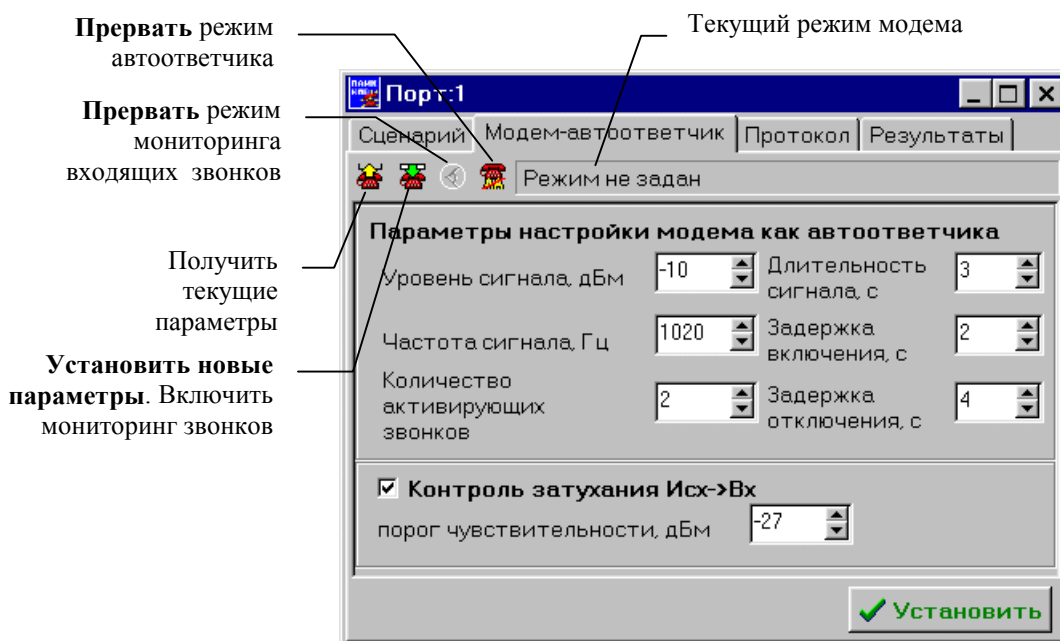 Прервать режим
автоответчика
Текущий режим модема
Прервать режим
мониторинга
входящих звонков
Получить
текущие
параметры
Установить новые
параметры. Включить
мониторинг звонков
Порт:1
Сценарий Модем-автоответчик Протокол Результаты
Режим не задан
Параметры настройки модема как автоответчика
Уровень сигнала, дБм
-10
Длительность
сигнала, с
3
Частота сигнала, Гц
1020
Задержка
включения, с
2
Количество
активирующих
звонков
2
Задержка
отключения, с
4
Контроль затухания Исх->Вх
порог чувствительности, дБм
-27
Установить